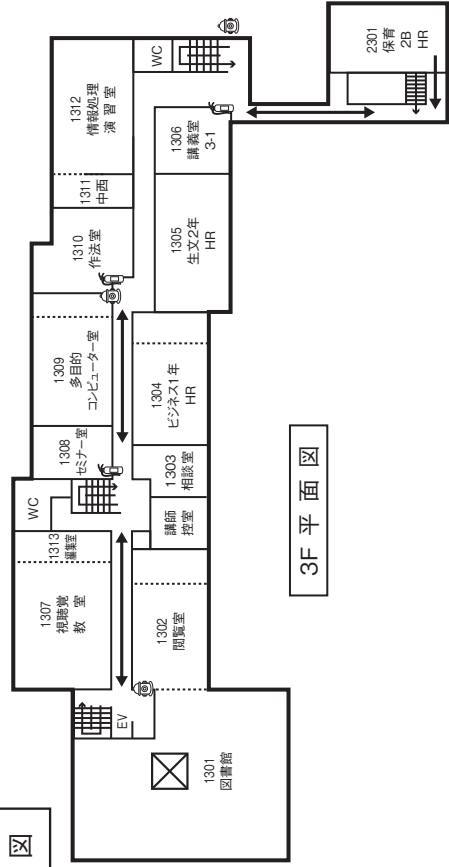 図
3F 平 面 図
1301
図書館
EV
1302
閲覧室
1307
視聴覚
教　室
1313
編集室
WC
講師
控室
1303
相談室
1308
セミナー室
1304
ビジネス1年
HR
1309
多目的
コンピューター室
1310
作法室
1305
生文2年
HR
1311
中西
1312
情報処理
演 習 室
1306
講義室
3-1
WC
2301
保育
2B
HR